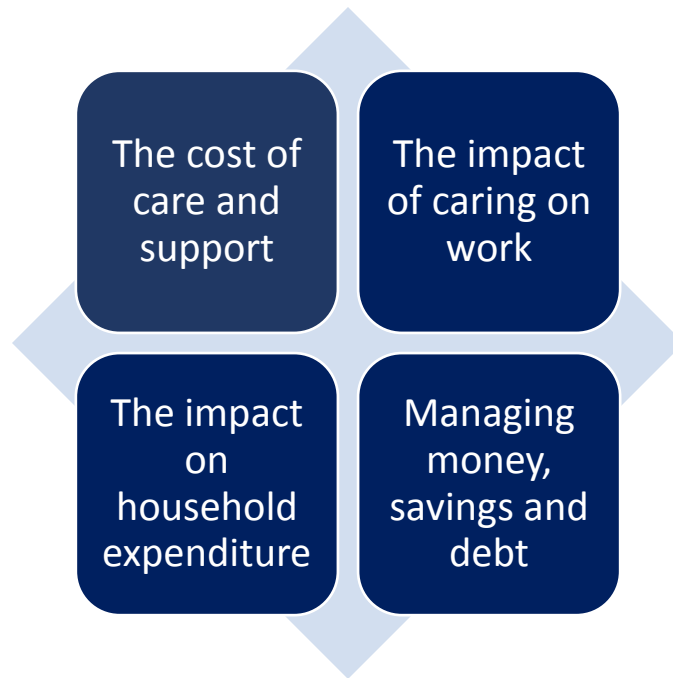 The cost of
care and
support
The impact
of caring on
work
The impact
on
household
expenditure
Managing
money,
savings and
debt